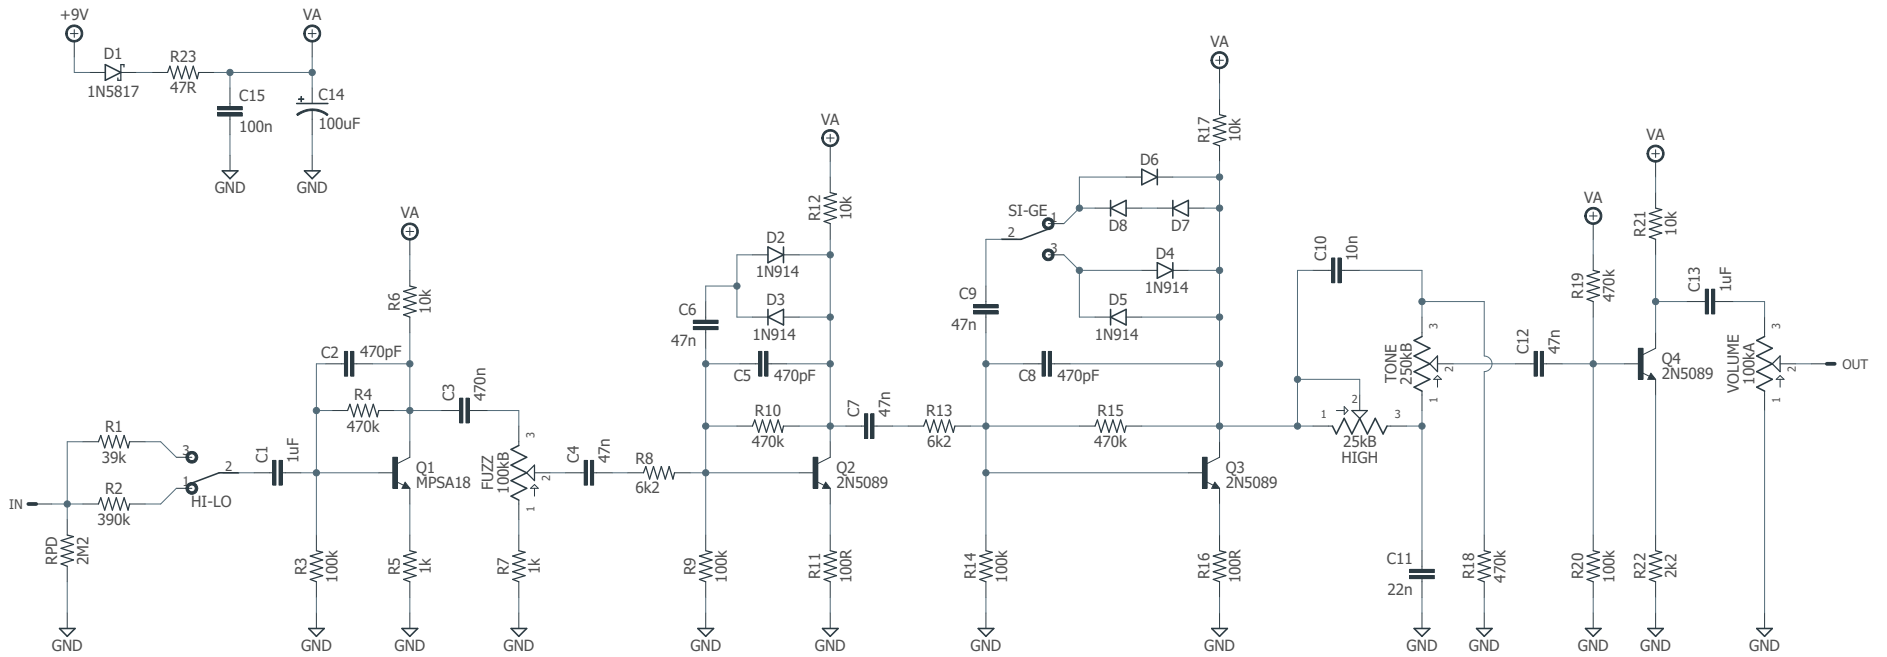 +9V
D1
1N5817
R23
47R
C15
100n
GND
VA
C14
100uF
GND
IN
RPD
2M2
GND
R1
39k
R2
390k
3
2
1
HI-LO
C1
1uF
R3
100k
GND
C2
470pF
R4
470k
VA
R6
10k
Q1
MPSA18
R5
1k
GND
C3
470n
FUZZ
100kB
3
2
1
R7
1k
GND
C4
47n
R8
6k2
R9
100k
GND
C6
47n
D2
1N914
D3
1N914
C5
470pF
R10
470k
VA
R12
10k
Q2
2N5089
R11
100R
GND
C7
47n
R13
6k2
R14
100k
GND
C9
47n
SI-GE
1
2
3
D6
D8
D7
D4
1N914
D5
1N914
C8
470pF
R15
470k
VA
R17
10k
Q3
2N5089
R16
100R
GND
C10
10n
1
2
3
25kB
HIGH
TONE
250kB
3
2
1
C11
22n
GND
R18
470k
GND
C12
47n
VA
R19
470k
R20
100k
GND
VA
R21
10k
Q4
2N5089
R22
2k2
GND
C13
1uF
VOLUME
100kA
3
2
1
GND
OUT